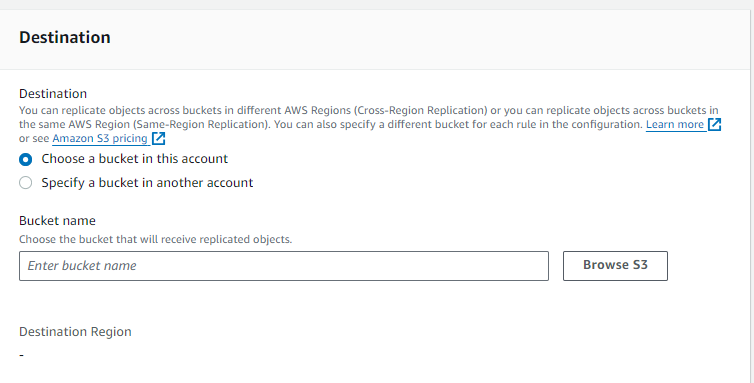 Destination
Destination
You can replicate objects across buckets in different AWS Regions (Cross-Region Replication) or you can replicate objects across buckets in
the same AWS Region (Same-Region Replication). You can also specify a different bucket for each rule in the configuration. Learn more
or see Amazon S3 pricing
Choose a bucket in this account
Specify a bucket in another account
Bucket name
Choose the bucket that will receive replicated objects.
Enter bucket name
Browse S3
Destination Region
-